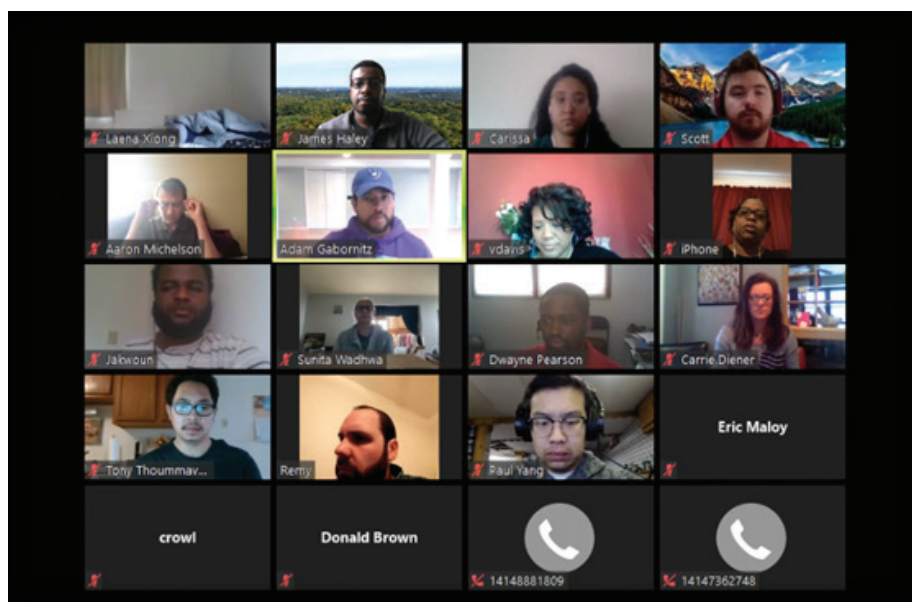 Laena Xiong
James Haley
Carissa
Scott
Aaron Michelson
Adam Gabornitz
vdavis
iPhone
Jakwoun
Sunita Wadhwa
Dwayne Pearson
Carrie Diener
Tony Thoummav...
Remy
Paul Yang
Eric Maloy
crowl
Donald Brown
14148881809
14147362748